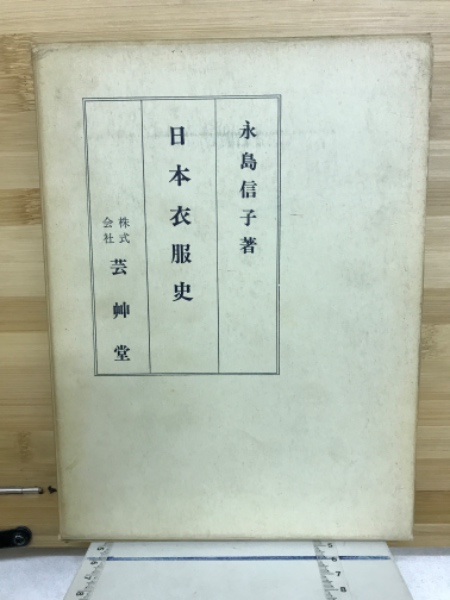 永島信子著
日本衣服史
株式会社 芸艸堂